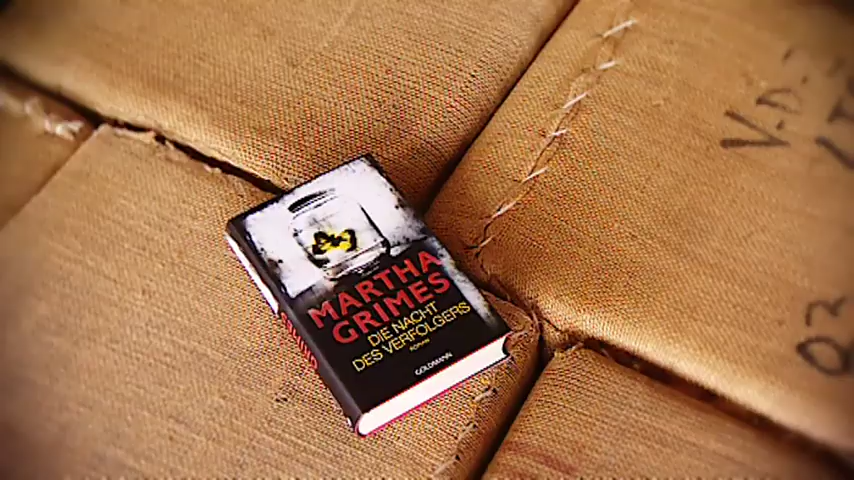 MARTHA
GRIMES
DIE NACHT
DES VERFOLGERS
ROMAN
GOLDMANN
V.D.